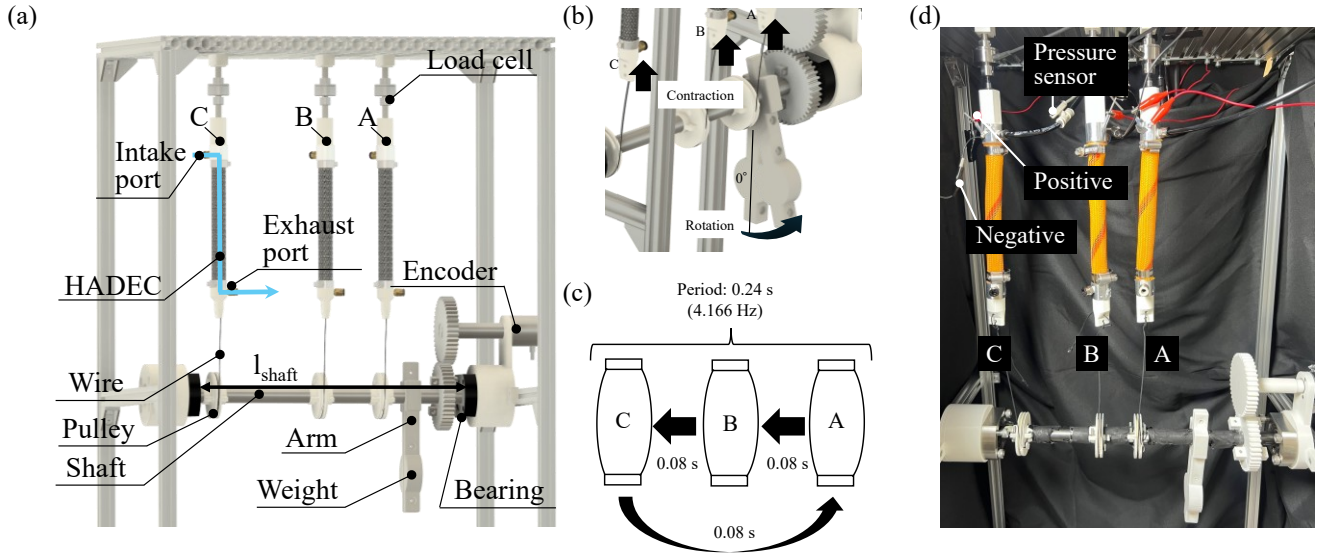 (a)
Load cell
C
B
A
Intake
port
Exhaust
port
HADEC
Encoder
Wire
l_shaft
Pulley
Arm
Shaft
Weight
Bearing
(b)
A
B
C
Contraction
0°
Rotation
(c)
Period: 0.24 s
(4.166 Hz)
C
B
A
0.08 s
0.08 s
0.08 s
(d)
Pressure
sensor
Positive
Negative
C
B
A